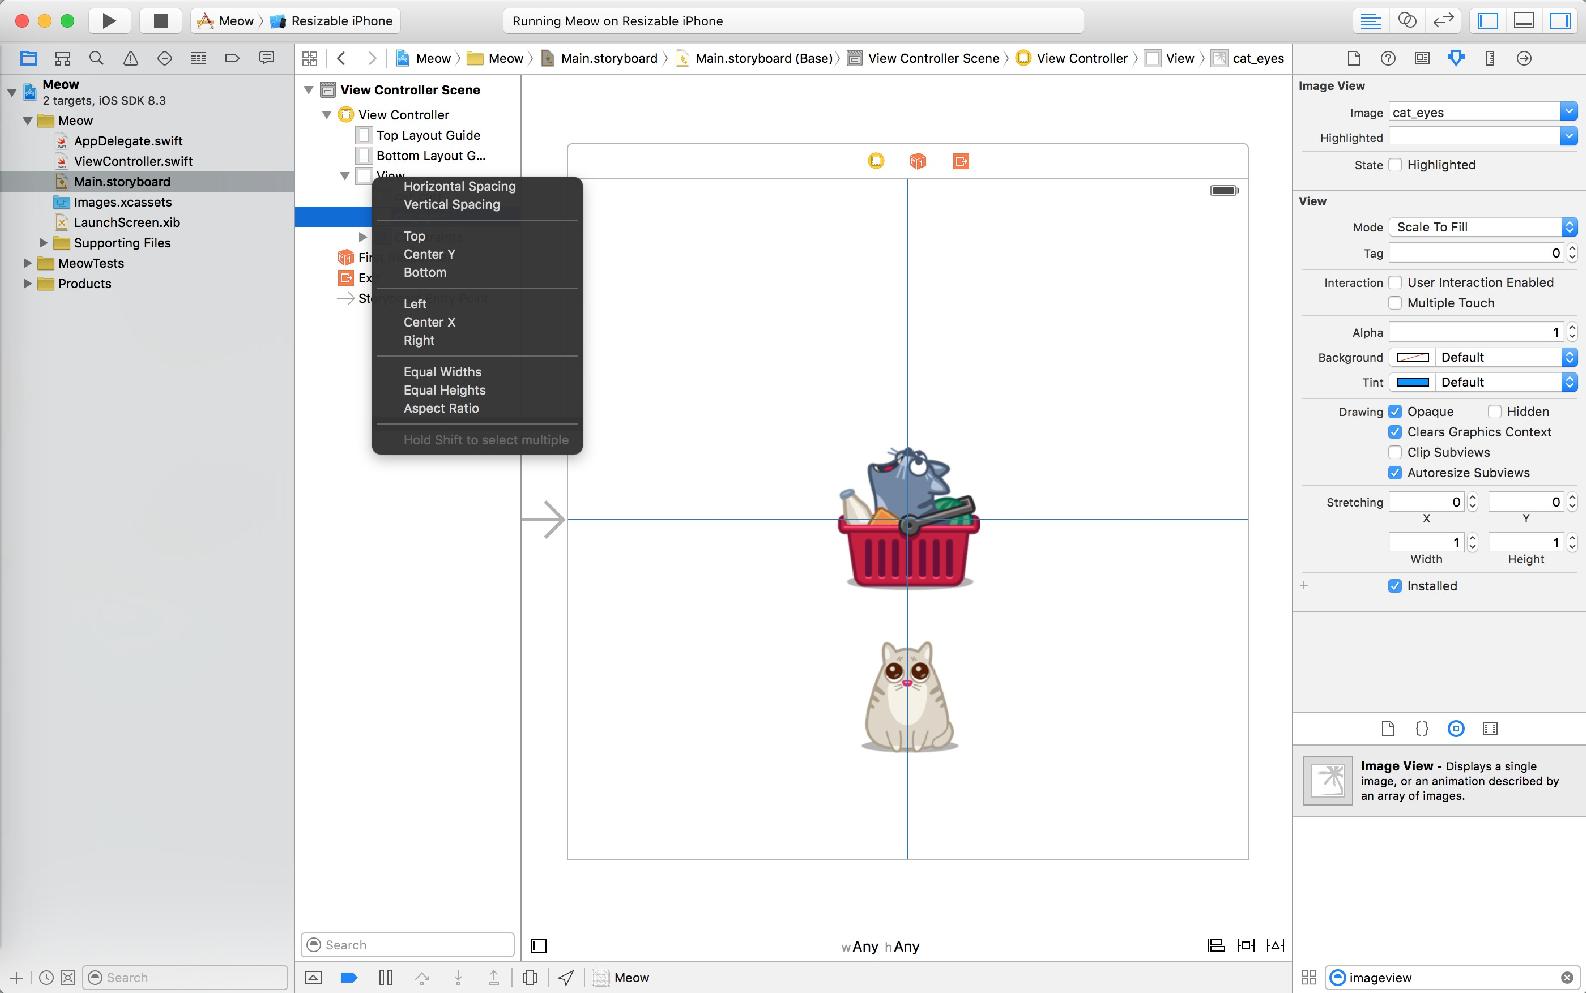 Meow
Resizable iPhone
Running Meow on Resizable iPhone
Meow
Meow
Main.storyboard
Main.storyboard (Base)
View Controller Scene
View Controller
View
cat_eyes
Meow
2 targets, iOS SDK 8.3
Meow
AppDelegate.swift
ViewController.swift
Main.storyboard
Images.xcassets
LaunchScreen.xib
Supporting Files
MeowTests
Products
View Controller Scene
View Controller
Top Layout Guide
Bottom Layout G...
View
Horizontal Spacing
Vertical Spacing
Top
Center Y
Bottom
Left
Center X
Right
Equal Widths
Equal Heights
Aspect Ratio
Hold Shift to select multiple
Image View
Image cat_eyes
Highlighted
State Highlighted
View
Mode Scale To Fill
Tag 0
Interaction User Interaction Enabled
Multiple Touch
Alpha 1
Background Default
Tint Default
Drawing Opaque Hidden
Clears Graphics Context
Clip Subviews
Autoresize Subviews
Stretching 0 0
X Y
1 1
Width Height
Installed
Image View - Displays a single
image, or an animation described by
an array of images.
Search
wAny hAny
Search
Meow
imageview